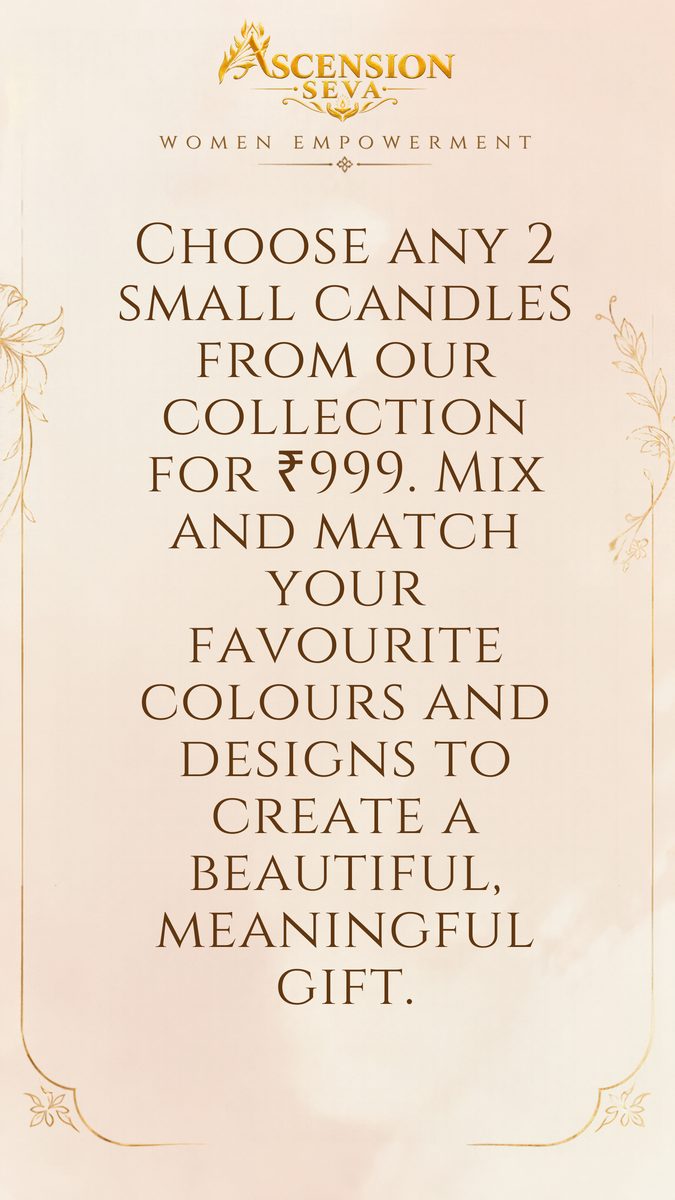 Ascension
Seva
Women Empowerment
Choose any 2
small candles
from our
collection
for ₹999. Mix
and match
your
favourite
colours and
designs to
create a
beautiful,
meaningful
gift.